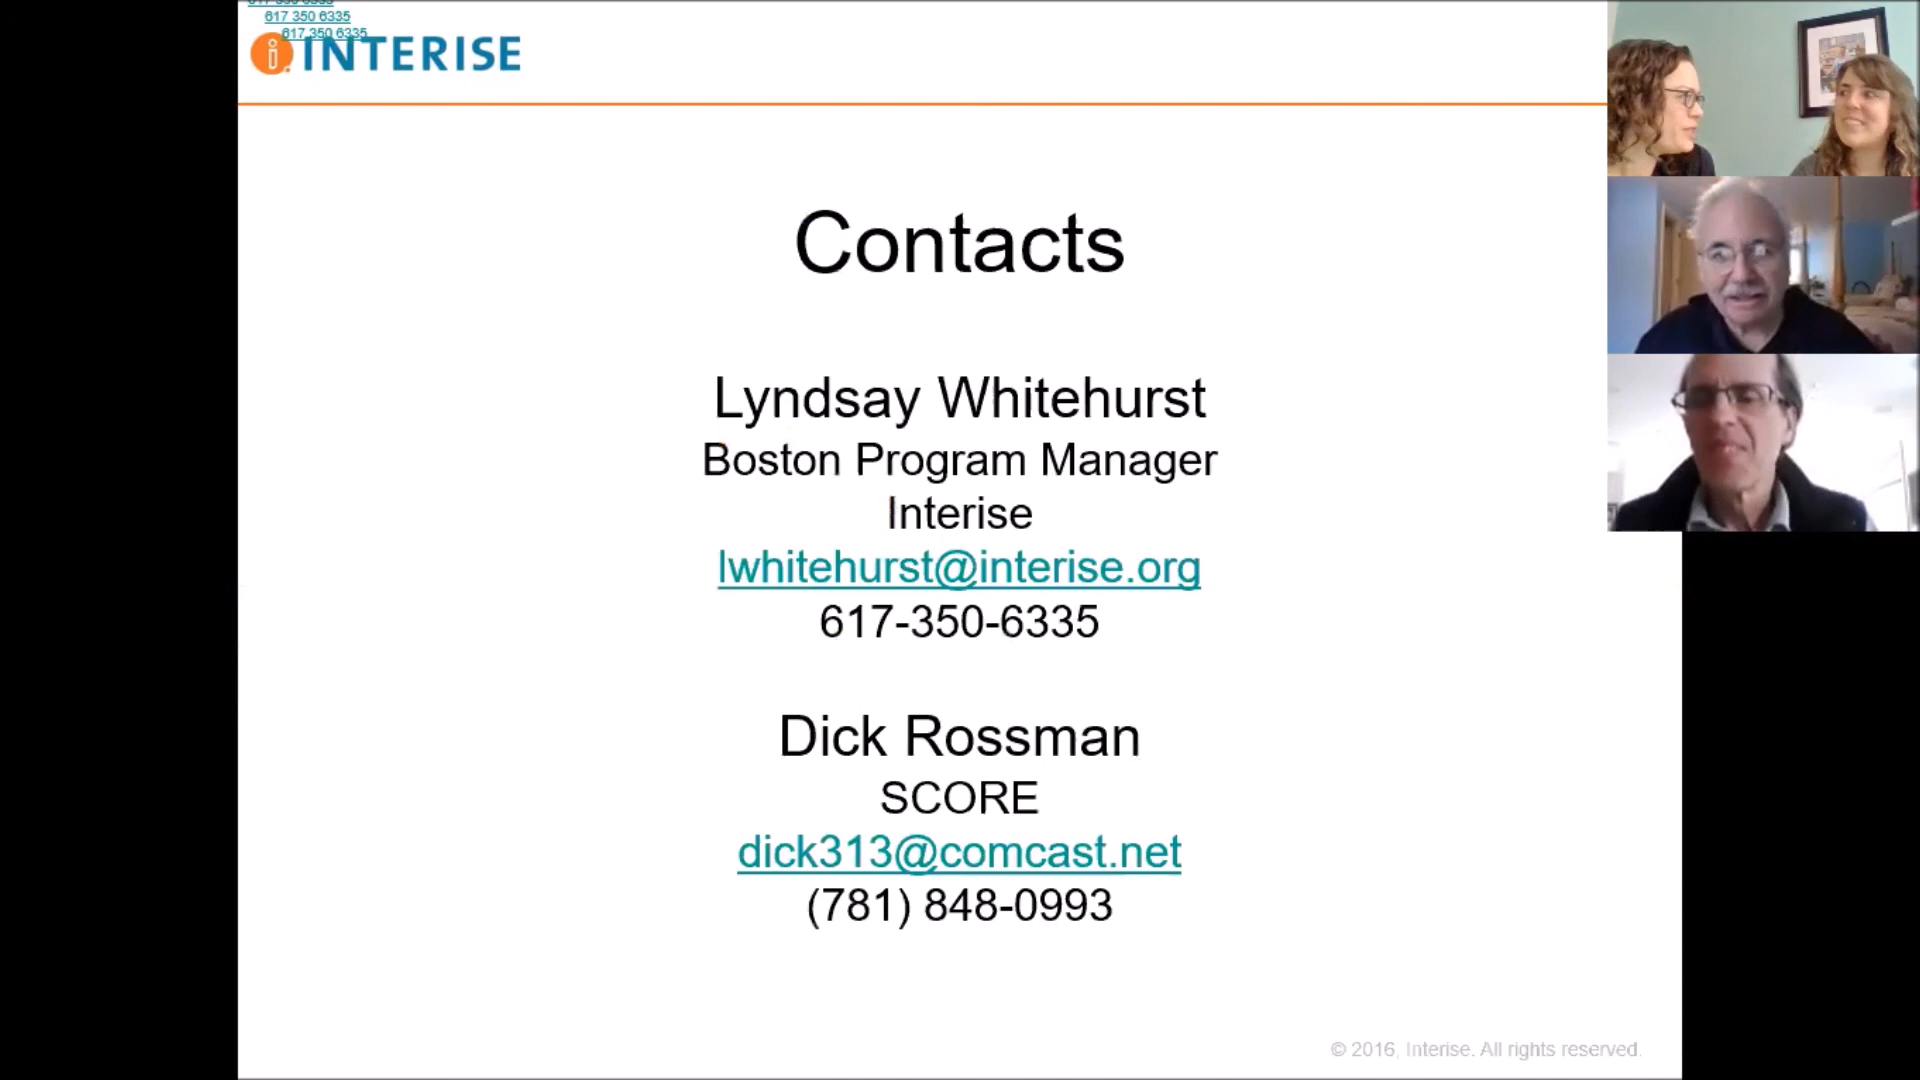 617 350 6335
617 350 6335
INTERISE
Contacts
Lyndsay Whitehurst
Boston Program Manager
Interise
lwhitehurst@interise.org
617-350-6335
Dick Rossman
SCORE
dick313@comcast.net
(781) 848-0993
© 2016, Interise. All rights reserved.